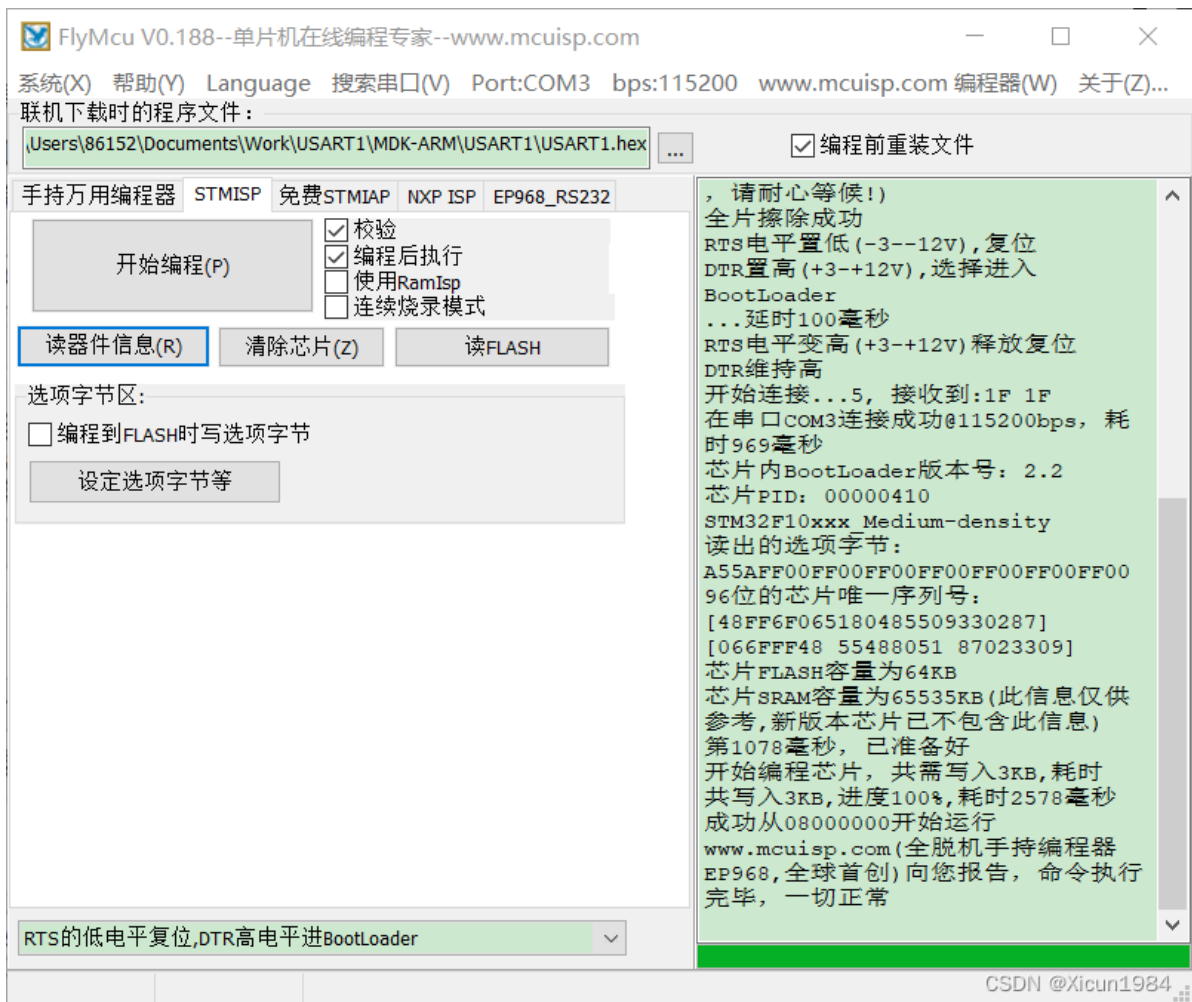 FlyMcu V0.188--单片机在线编程专家--www.mcuisp.com
系统(X) 帮助(Y) Language 搜索串口(V) Port:COM3 bps:115200 www.mcuisp.com 编程器(W) 关于(Z)...
联机下载时的程序文件:
\Users\86152\Documents\Work\USART1\MDK-ARM\USART1\USART1.hex ... 编程前重装文件
手持万用编程器 STMISP 免费STMIAP NXP ISP EP968_RS232
开始编程(P)
校验
编程后执行
使用RamIsp
连续烧录模式
读器件信息(R) 清除芯片(Z) 读FLASH
选项字节区:
编程到FLASH时写选项字节
设定选项字节等
RTS的低电平复位,DTR高电平进BootLoader
, 请耐心等候!)
全片擦除成功
RTS电平置低(-3--12V),复位
DTR置高(+3-+12V),选择进入
BootLoader
...延时100毫秒
RTS电平变高(+3-+12V)释放复位
DTR维持高
开始连接...5, 接收到:1F 1F
在串口COM3连接成功@115200bps, 耗
时969毫秒
芯片内BootLoader版本号: 2.2
芯片PID: 00000410
STM32F10xxx_Medium-density
读出的选项字节:
A55AFF00FF00FF00FF00FF00FF00FF00
96位的芯片唯一序列号:
[48FF6F065180485509330287]
[066FFF48 55488051 87023309]
芯片FLASH容量为64KB
芯片SRAM容量为65535KB(此信息仅供
参考,新版本芯片已不包含此信息)
第1078毫秒, 已准备好
开始编程芯片, 共需写入3KB,耗时
共写入3KB,进度100%,耗时2578毫秒
成功从08000000开始运行
www.mcuisp.com(全脱机手持编程器
EP968,全球首创)向您报告, 命令执行
完毕, 一切正常
CSDN @Xicun1984